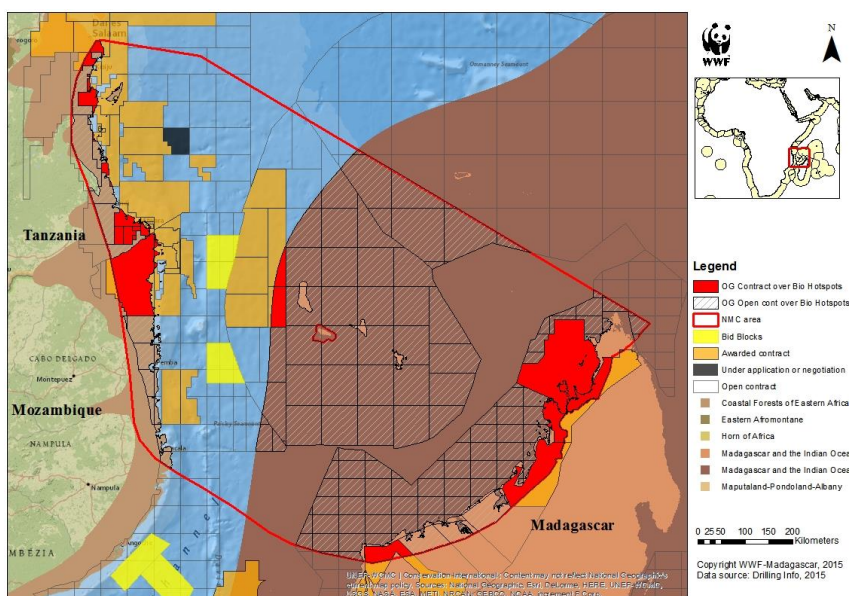 Dar es
Salaam
WWF
N
Tanzania
CABO DELGADO
Montepuez
Mozambique
NAMPULA
Nampula
Madagascar
Legend
OG Contract over Bio Hotspots
OG Open cont over Bio Hotspots
NMC area
Bid Blocks
Awarded contract
Under application or negotiation
Open contract
Coastal Forests of Eastern Africa
Eastern Afromontane
Horn of Africa
Madagascar and the Indian Ocea
Madagascar and the Indian Ocea
Maputaland-Pondoland-Albany
0 25 50 100 150 200
Kilometers
Copyright WWF-Madagascar, 2015
Data source: Drilling Info, 2015